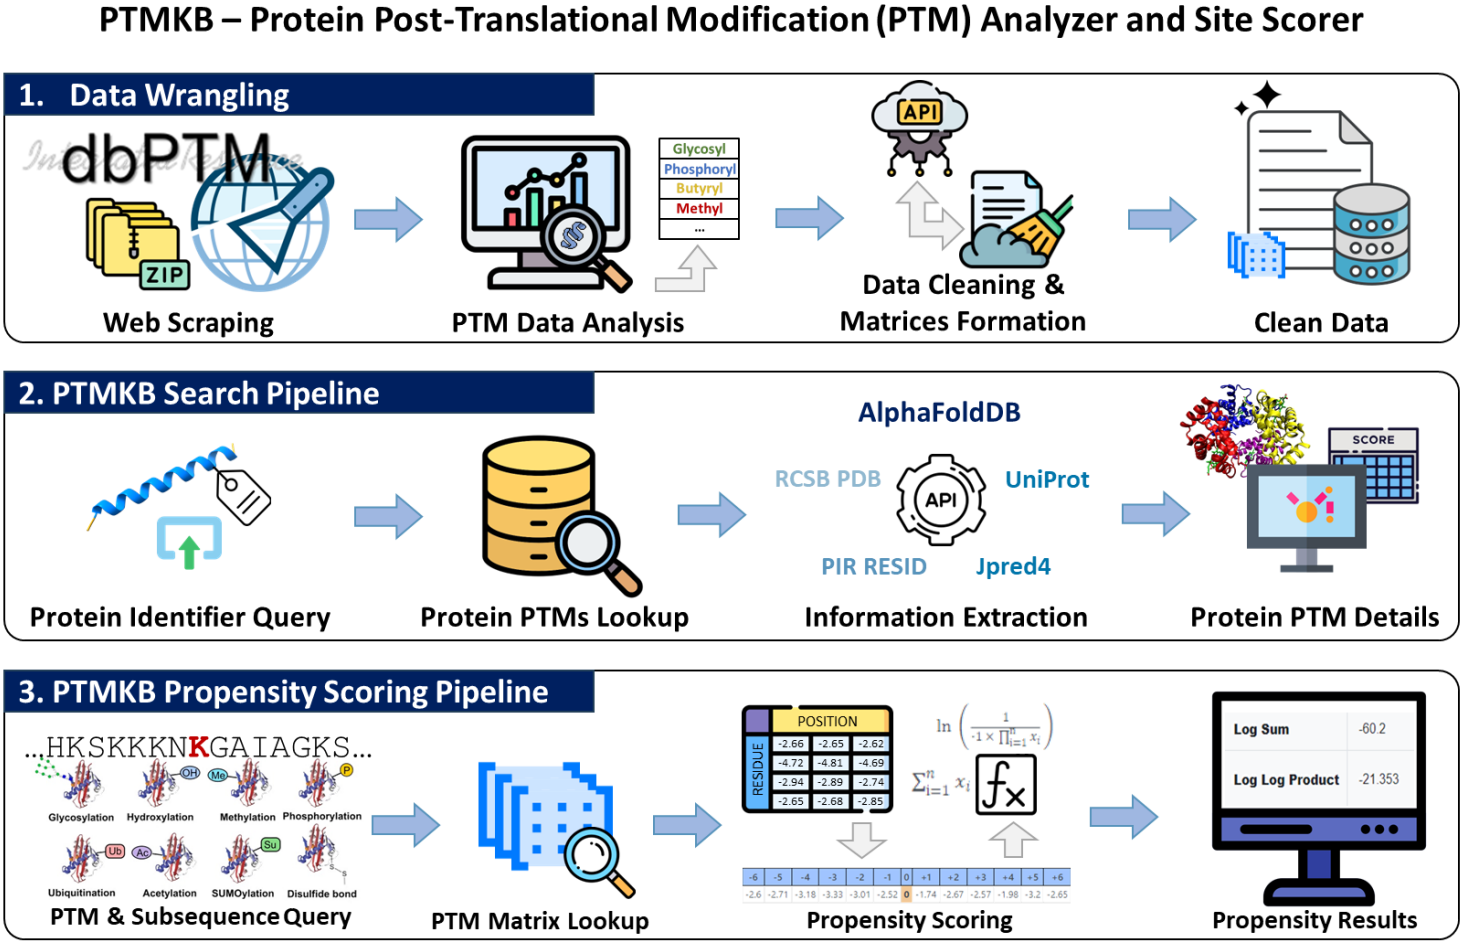 PTMKB – Protein Post-Translational Modification (PTM) Analyzer and Site Scorer
1. Data Wrangling
Integrative Resource
dbPTM
ZIP
Web Scraping
Glycosyl
Phosphoryl
Butyryl
Methyl
...
PTM Data Analysis
API
Data Cleaning &
Matrices Formation
Clean Data
2. PTMKB Search Pipeline
Protein Identifier Query
Protein PTMs Lookup
AlphaFoldDB
RCSB PDB
API
UniProt
PIR RESID
Jpred4
Information Extraction
SCORE
Protein PTM Details
3. PTMKB Propensity Scoring Pipeline
...HKSKKKNKGAIAGKS...
OH
Me
P
Glycosylation Hydroxylation Methylation Phosphorylation
Ub
Ac
Su
S
S
Ubiquitination Acetylation SUMOylation Disulfide bond
PTM & Subsequence Query
PTM Matrix Lookup
POSITION
RESIDUE
-2.66 -2.65 -2.62
-4.72 -4.81 -4.69
-2.94 -2.89 -2.74
-2.65 -2.68 -2.85
ln ( 1 / -1 × ∏ⁿᵢ₌₁ xᵢ )
∑ⁿᵢ₌₁ xᵢ
fx
-6 -5 -4 -3 -2 -1 0 +1 +2 +3 +4 +5 +6
-2.6 -2.71 -3.18 -3.33 -3.01 -2.52 0 -1.74 -2.67 -2.57 -1.98 -3.2 -2.65
Propensity Scoring
Log Sum -60.2
Log Log Product -21.353
Propensity Results